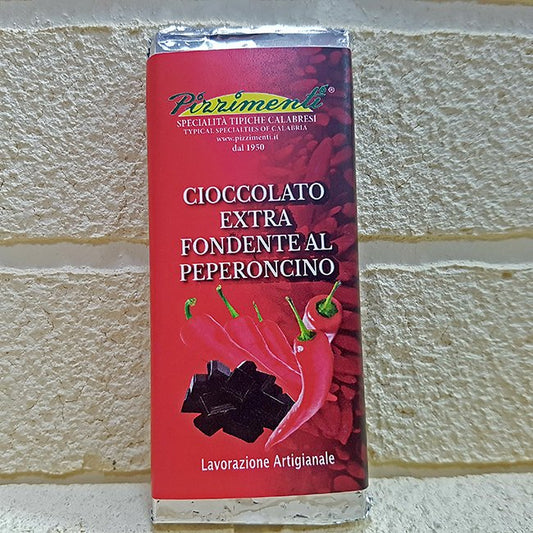 Pizzimenti®
SPECIALITÀ TIPICHE CALABRESI
TYPICAL SPECIALTIES OF CALABRIA
www.pizzimenti.it
dal 1950
CIOCCOLATO
EXTRA
FONDENTE AL
PEPERONCINO
Lavorazione Artigianale